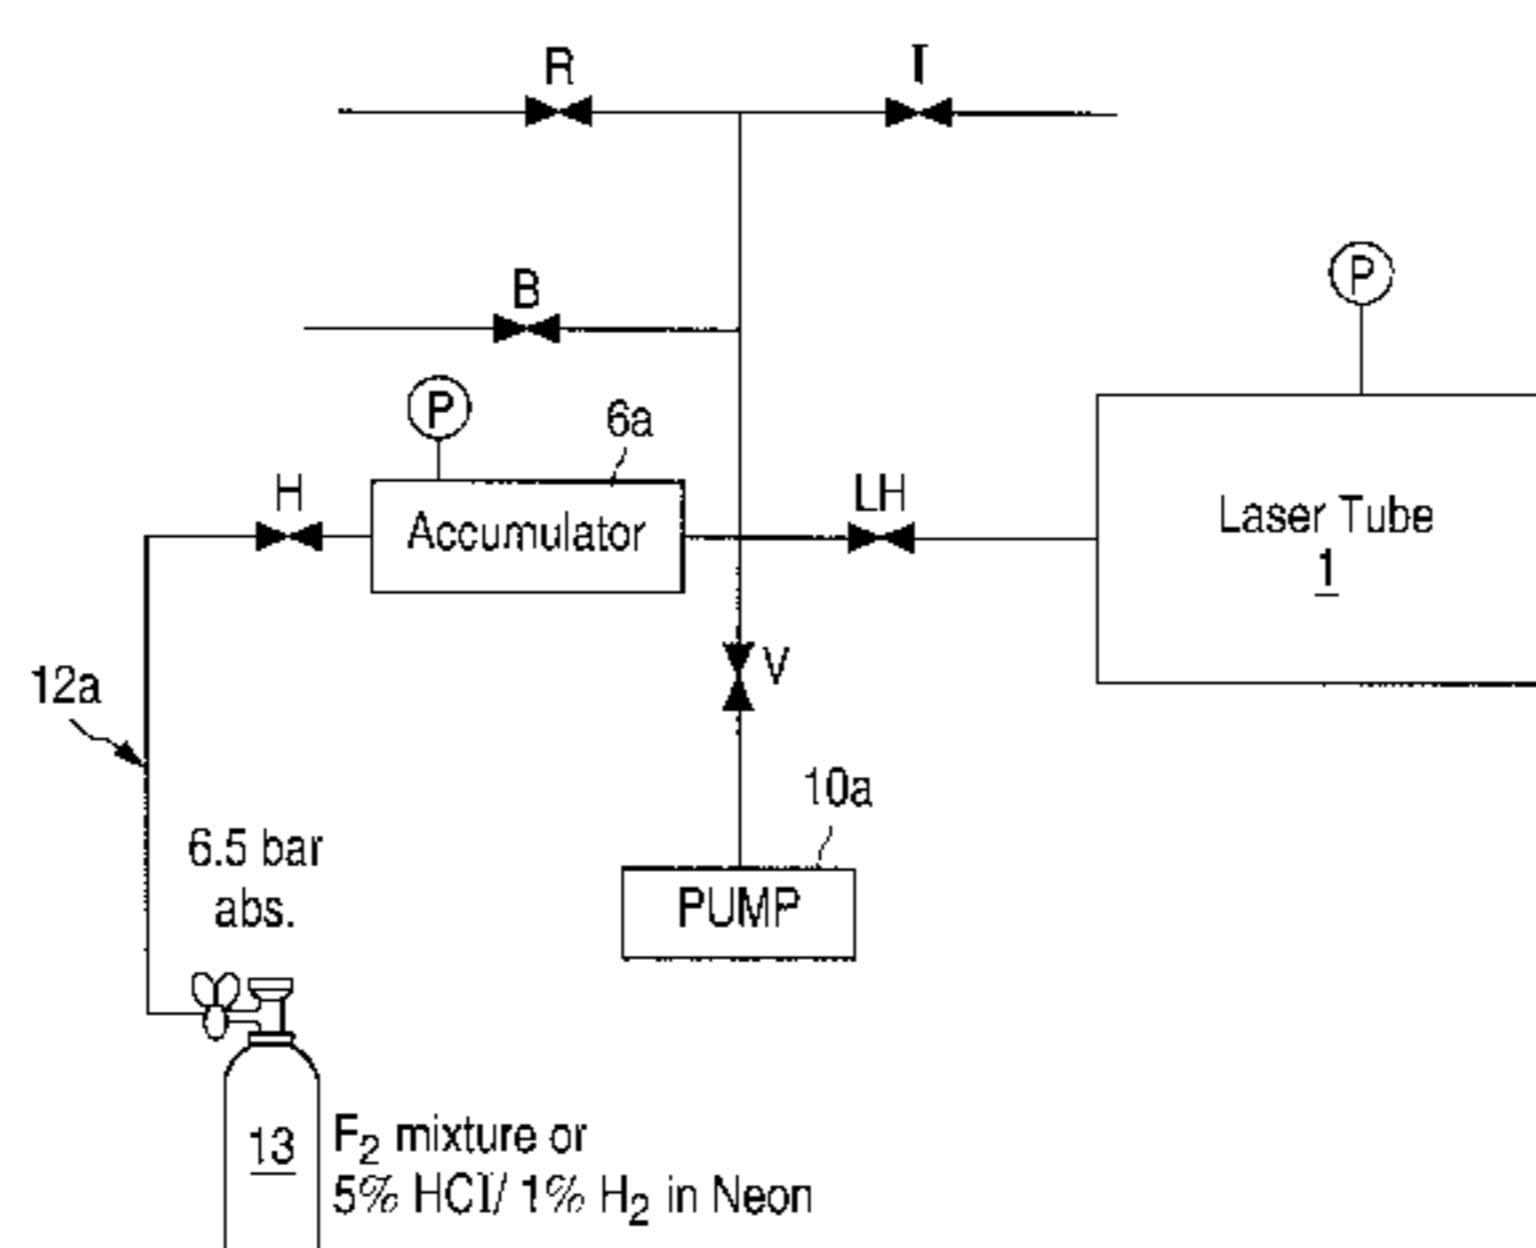 R
I
B
P
P
6a
H
Accumulator
LH
Laser Tube
1
12a
V
10a
6.5 bar
abs.
PUMP
13
F2 mixture or
5% HCl/ 1% H2 in Neon